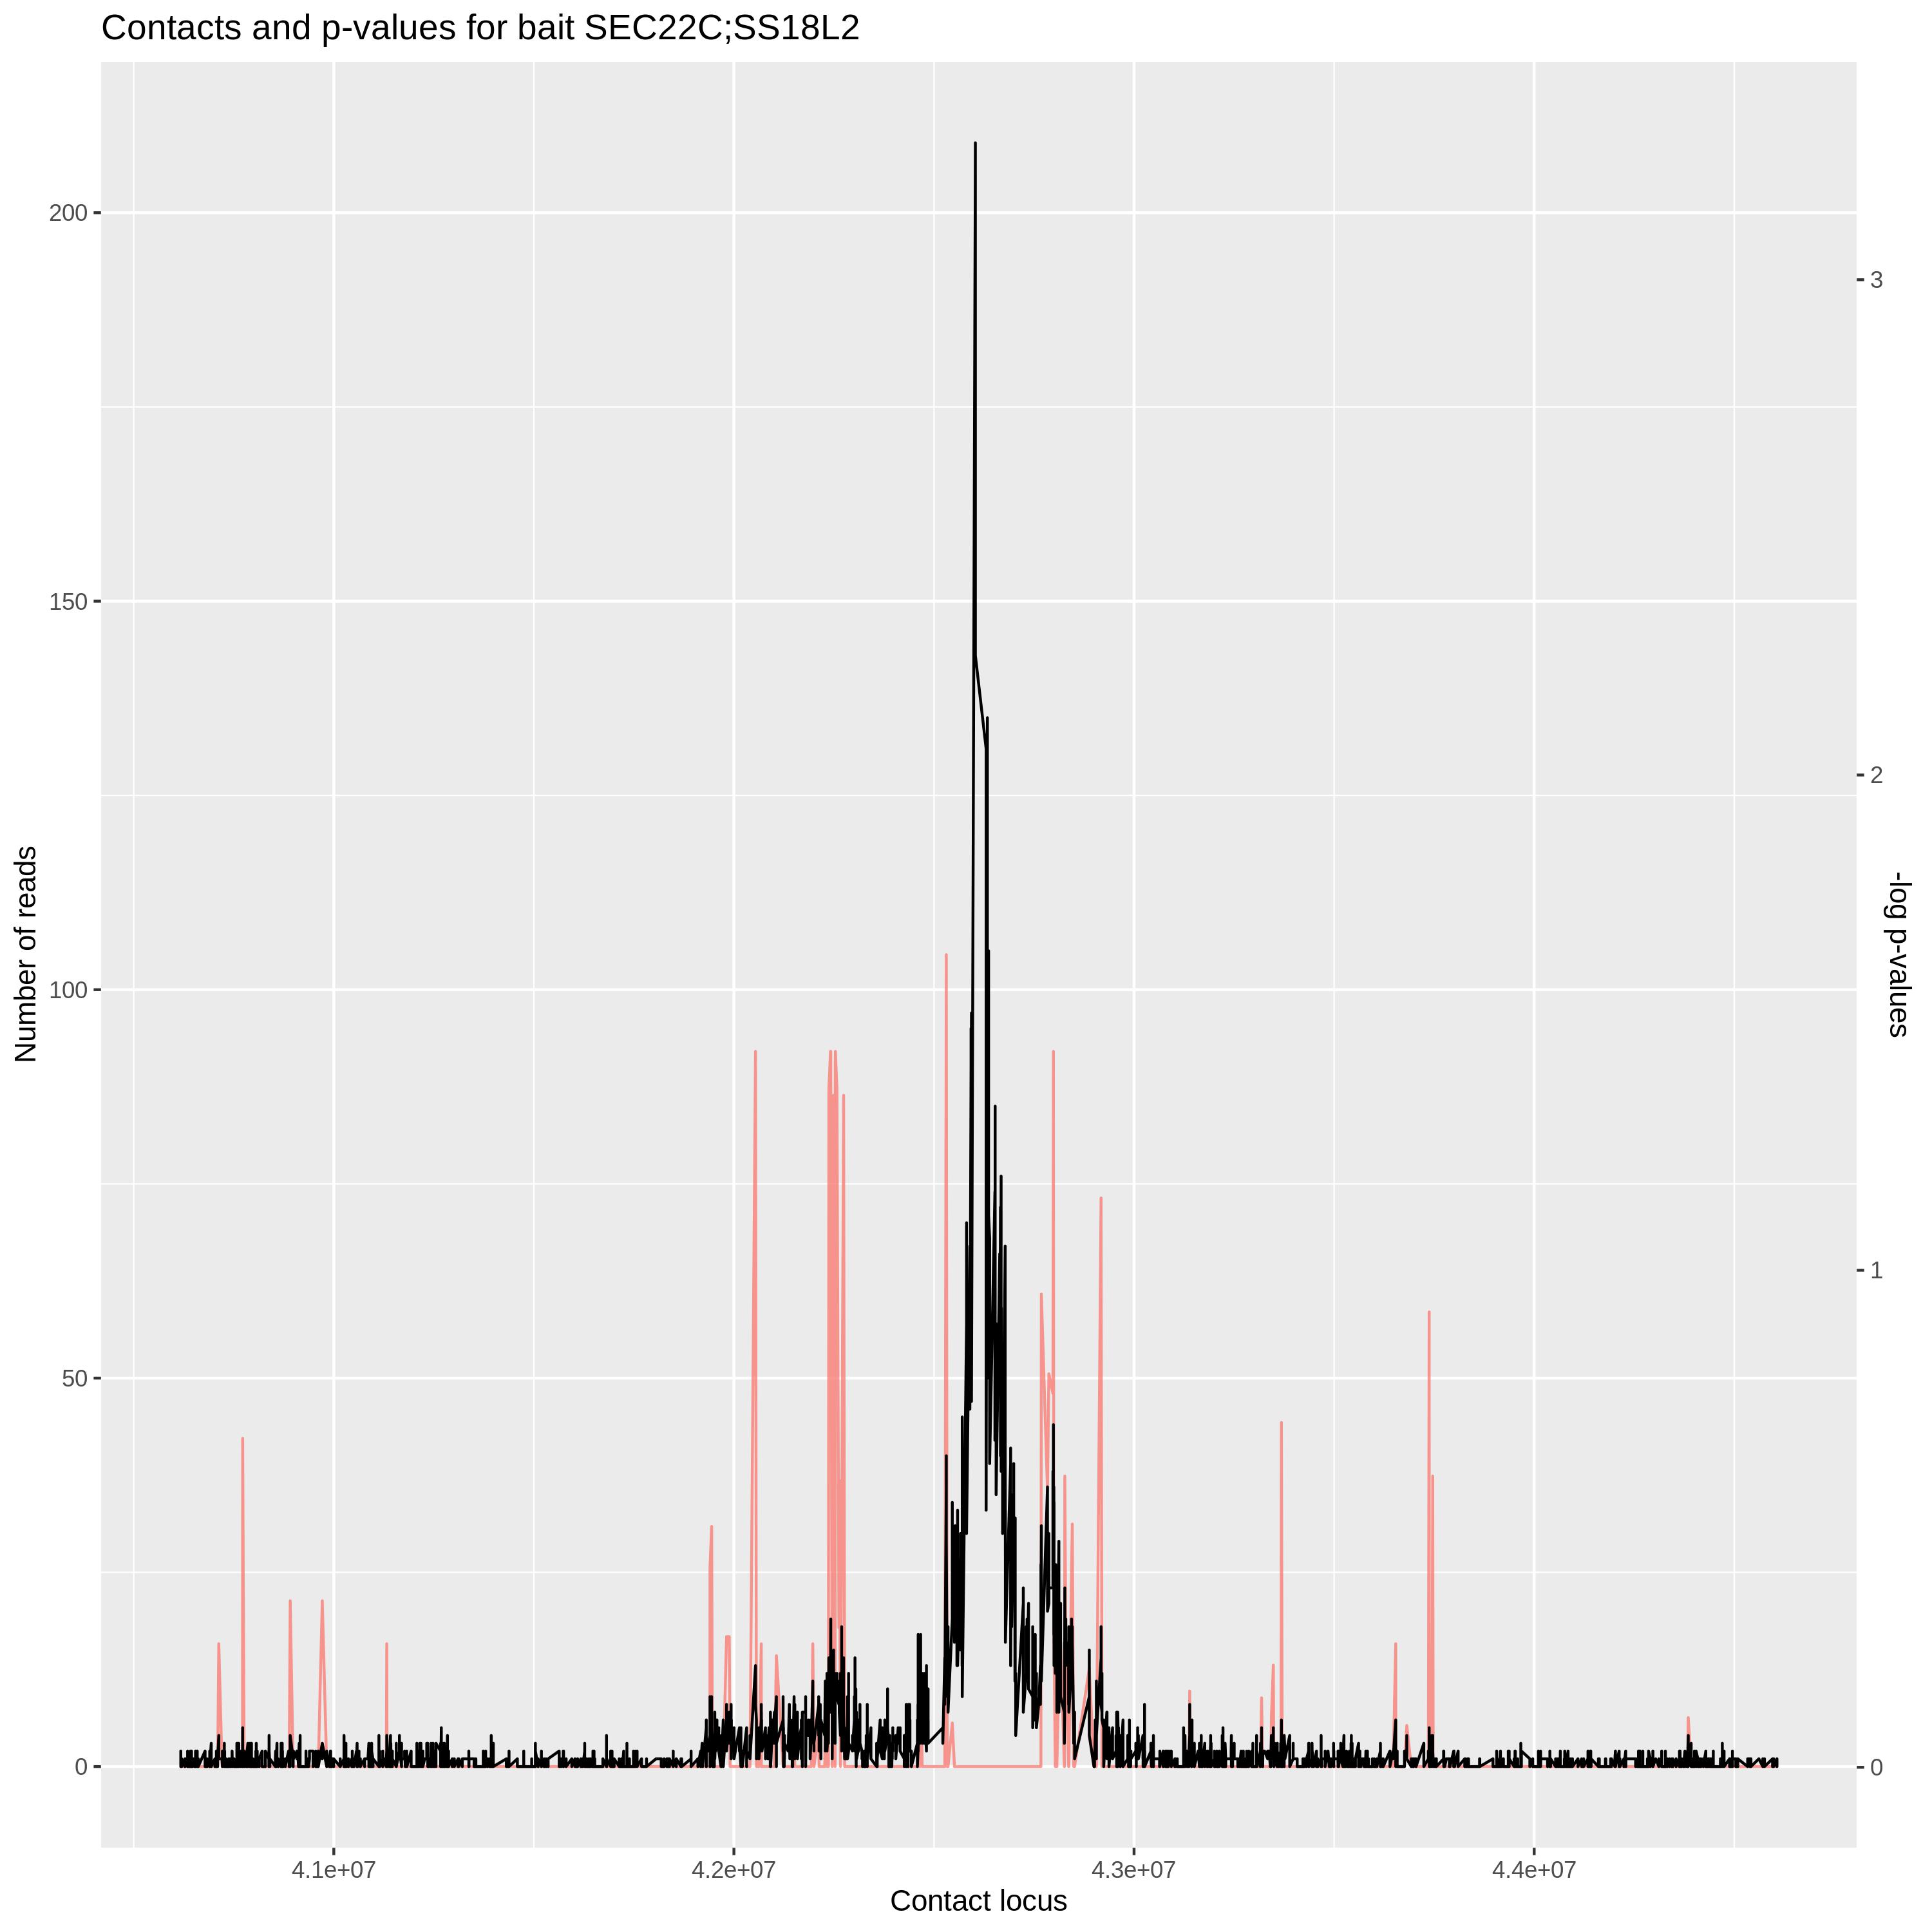 Contacts and p-values for bait SEC22C;SS18L2
200
150
100
50
0
Number of reads
3
2
1
0
-log p-values
4.1e+07 4.2e+07 4.3e+07 4.4e+07
Contact locus